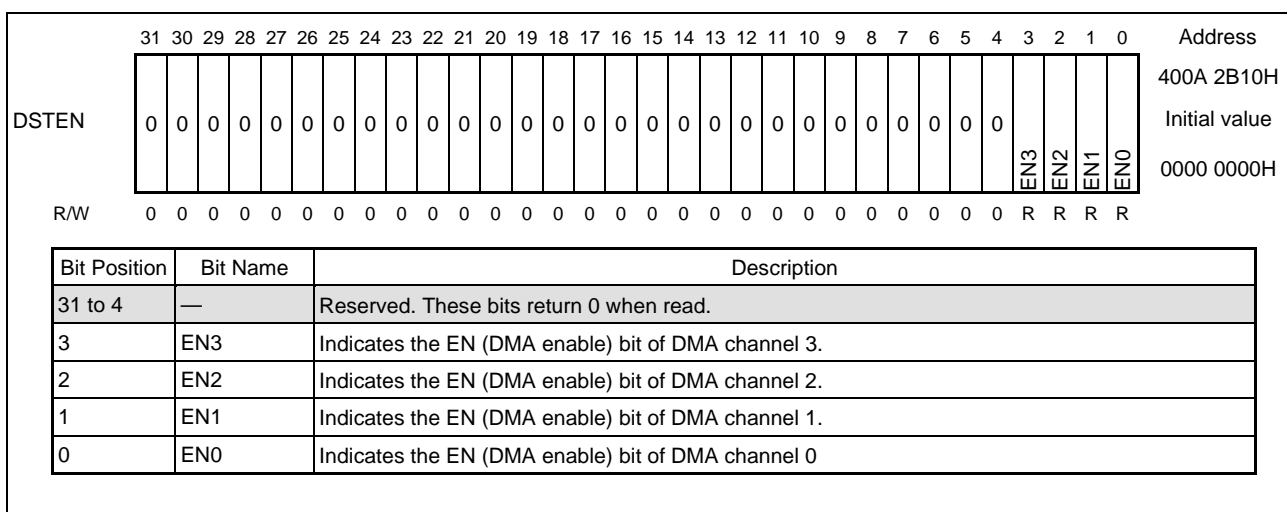 31 30 29 28 27 26 25 24 23 22 21 20 19 18 17 16 15 14 13 12 11 10 9 8 7 6 5 4 3 2 1 0 Address
400A 2B10H
DSTEN 0 0 0 0 0 0 0 0 0 0 0 0 0 0 0 0 0 0 0 0 0 0 0 0 0 0 0 0 EN3 EN2 EN1 EN0 Initial value
0000 0000H
R/W 0 0 0 0 0 0 0 0 0 0 0 0 0 0 0 0 0 0 0 0 0 0 0 0 0 0 0 0 R R R R
Bit Position Bit Name Description
31 to 4 — Reserved. These bits return 0 when read.
3 EN3 Indicates the EN (DMA enable) bit of DMA channel 3.
2 EN2 Indicates the EN (DMA enable) bit of DMA channel 2.
1 EN1 Indicates the EN (DMA enable) bit of DMA channel 1.
0 EN0 Indicates the EN (DMA enable) bit of DMA channel 0